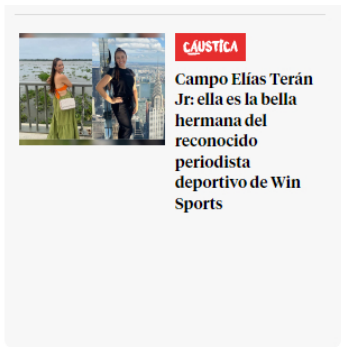 CÁUSTICA
Campo Elías Terán
Jr: ella es la bella
hermana del
reconocido
periodista
deportivo de Win
Sports